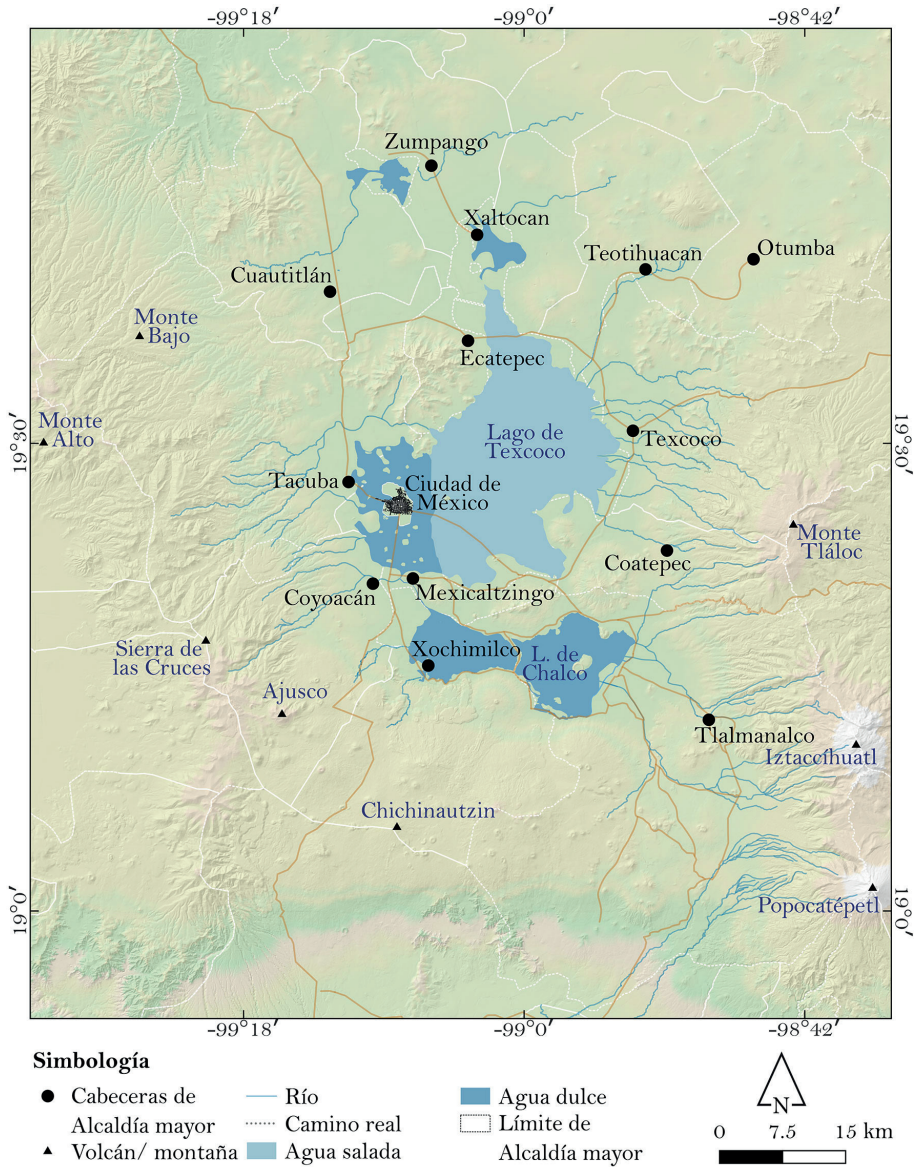 -99°18′
-99°0′
-98°42′
Zumpango
Xaltocan
Teotihuacan
Otumba
Cuautitlán
Monte
Bajo
Ecatepec
Monte
Alto
19°30′
Lago de
Texcoco
Texcoco
19°30′
Tacuba
Ciudad de
México
Monte
Tláloc
Coatepec
Coyoacán
Mexicaltzingo
Sierra de
las Cruces
Xochimilco
L. de
Chalco
Ajusco
Tlalmanalco
Iztaccíhuatl
Chichinautzin
Popocatépetl
19°0′
19°0′
-99°18′
-99°0′
-98°42′
Simbología
Cabeceras de
Alcaldía mayor
Volcán/ montaña
Río
Camino real
Agua salada
Agua dulce
Límite de
Alcaldía mayor
N
0 7.5 15 km